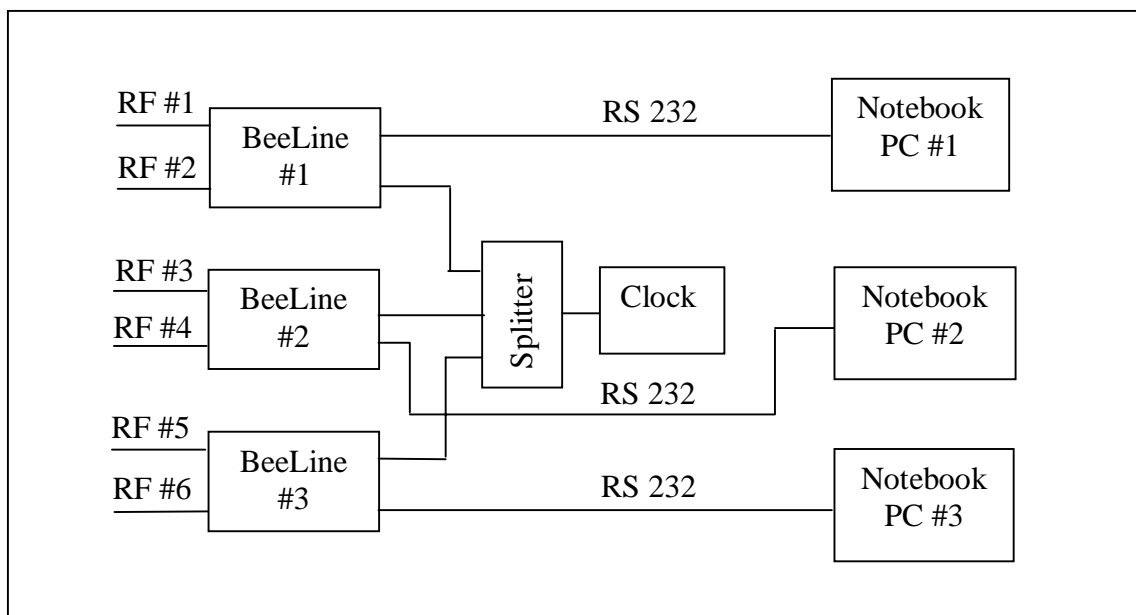 RF #1
RF #2
BeeLine
#1
RS 232
Notebook
PC #1
RF #3
RF #4
BeeLine
#2
Splitter
Clock
Notebook
PC #2
RS 232
RF #5
RF #6
BeeLine
#3
RS 232
Notebook
PC #3